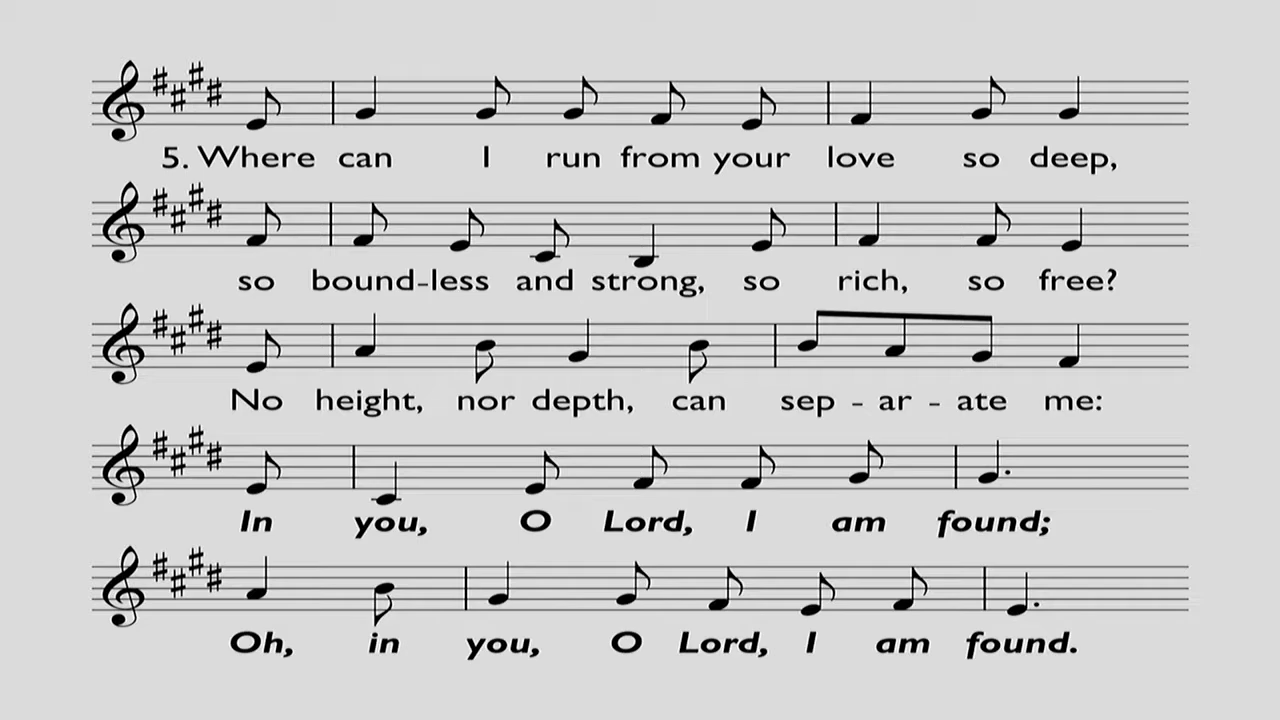 5. Where can I run from your love so deep,
so bound-less and strong, so rich, so free?
No height, nor depth, can sep - ar - ate me:
In you, O Lord, I am found;
Oh, in you, O Lord, I am found.